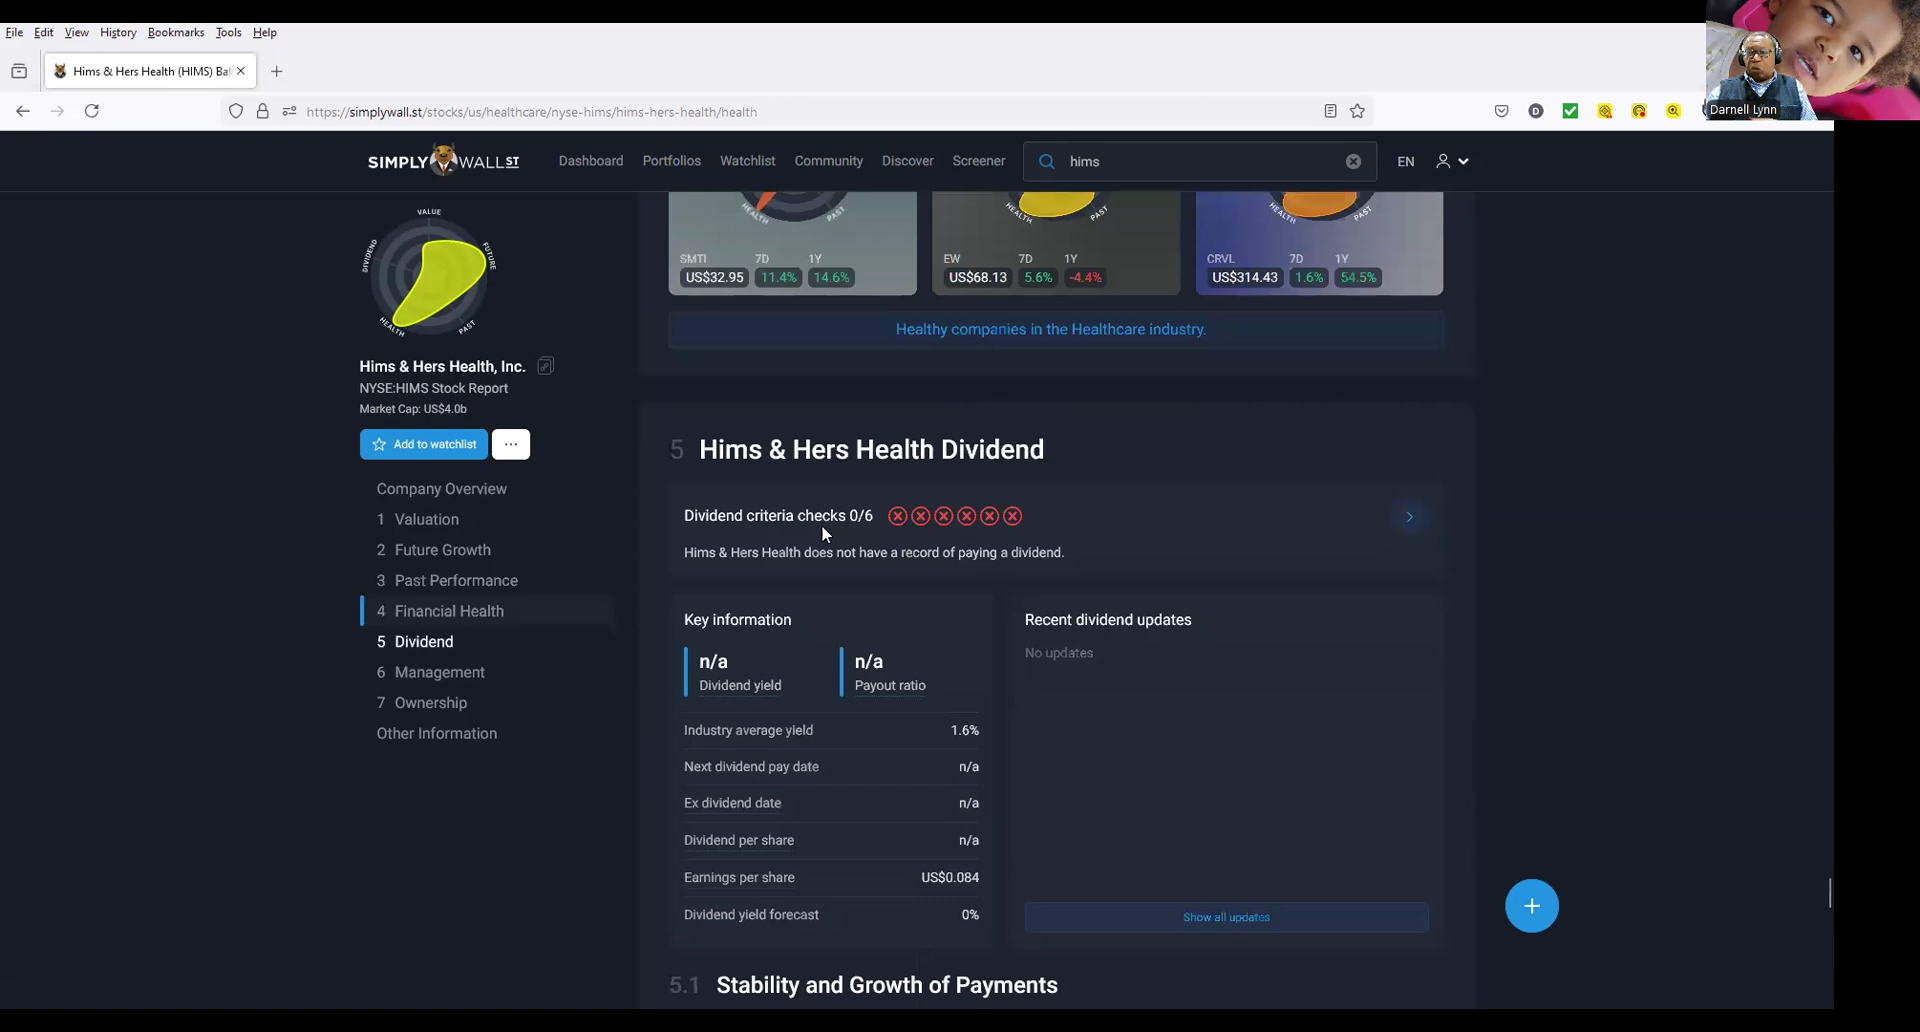 File Edit View History Bookmarks Tools Help
Hims & Hers Health (HIMS) Bal
https://simplywall.st/stocks/us/healthcare/nyse-hims/hims-hers-health/health
D
Darnell Lynn
SIMPLY WALL ST
Dashboard Portfolios Watchlist Community Discover Screener
hims
EN
VALUE
FUTURE
PAST
HEALTH
DIVIDEND
Hims & Hers Health, Inc.
NYSE:HIMS Stock Report
Market Cap: US$4.0b
Add to watchlist
...
Company Overview
1 Valuation
2 Future Growth
3 Past Performance
4 Financial Health
5 Dividend
6 Management
7 Ownership
Other Information
HEALTH PAST
SMTI 7D 1Y
US$32.95 11.4% 14.6%
HEALTH PAST
EW 7D 1Y
US$68.13 5.6% -4.4%
HEALTH PAST
CRVL 7D 1Y
US$314.43 1.6% 54.5%
Healthy companies in the Healthcare industry.
5 Hims & Hers Health Dividend
Dividend criteria checks 0/6
Hims & Hers Health does not have a record of paying a dividend.
Key information
n/a
Dividend yield
n/a
Payout ratio
Industry average yield 1.6%
Next dividend pay date n/a
Ex dividend date n/a
Dividend per share n/a
Earnings per share US$0.084
Dividend yield forecast 0%
Recent dividend updates
No updates
Show all updates
5.1 Stability and Growth of Payments